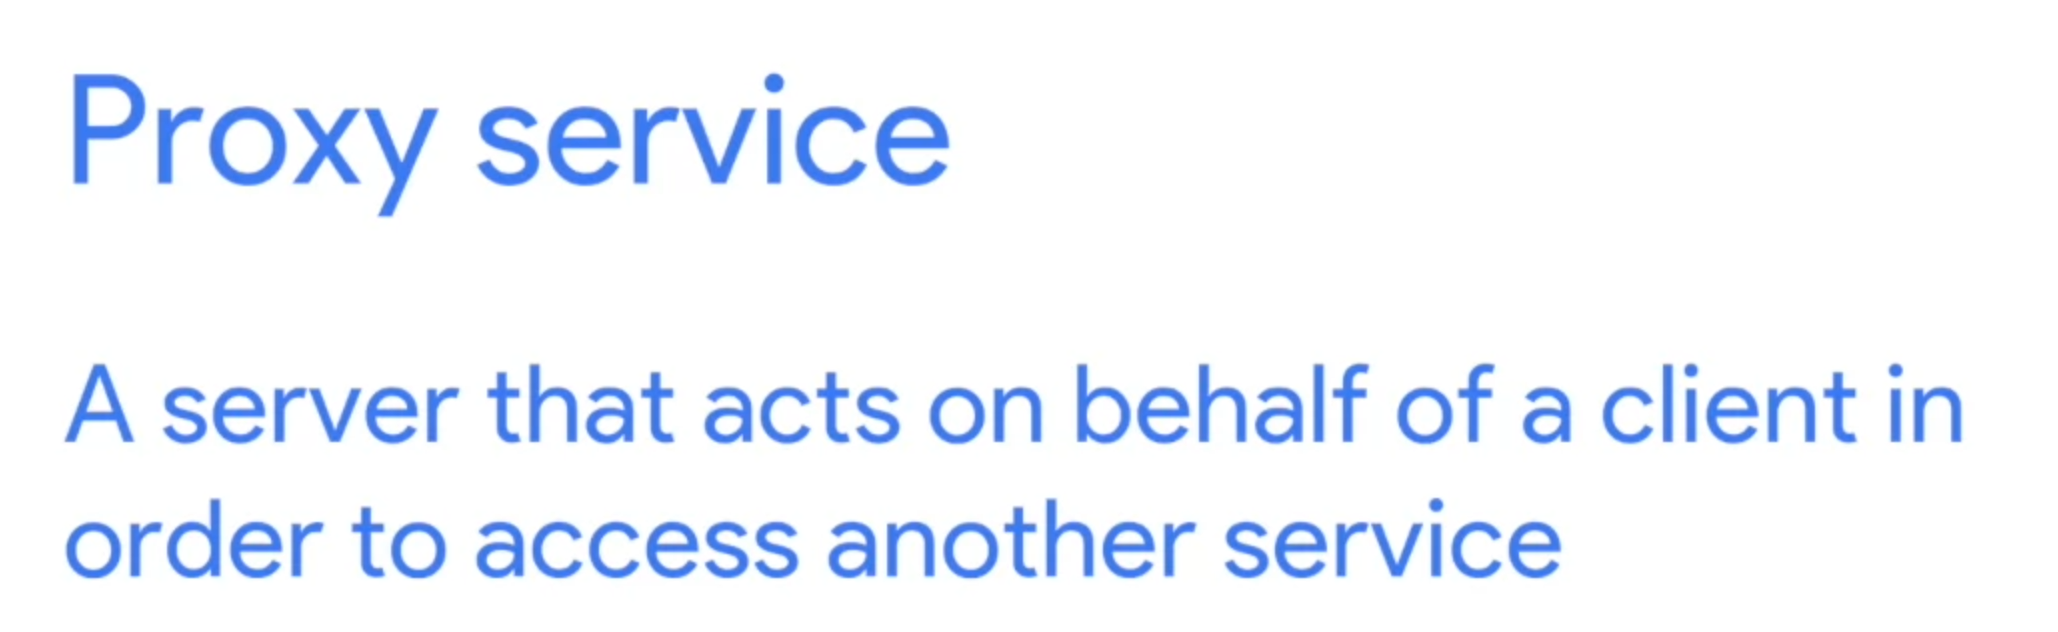 Proxy service
A server that acts on behalf of a client in
order to access another service